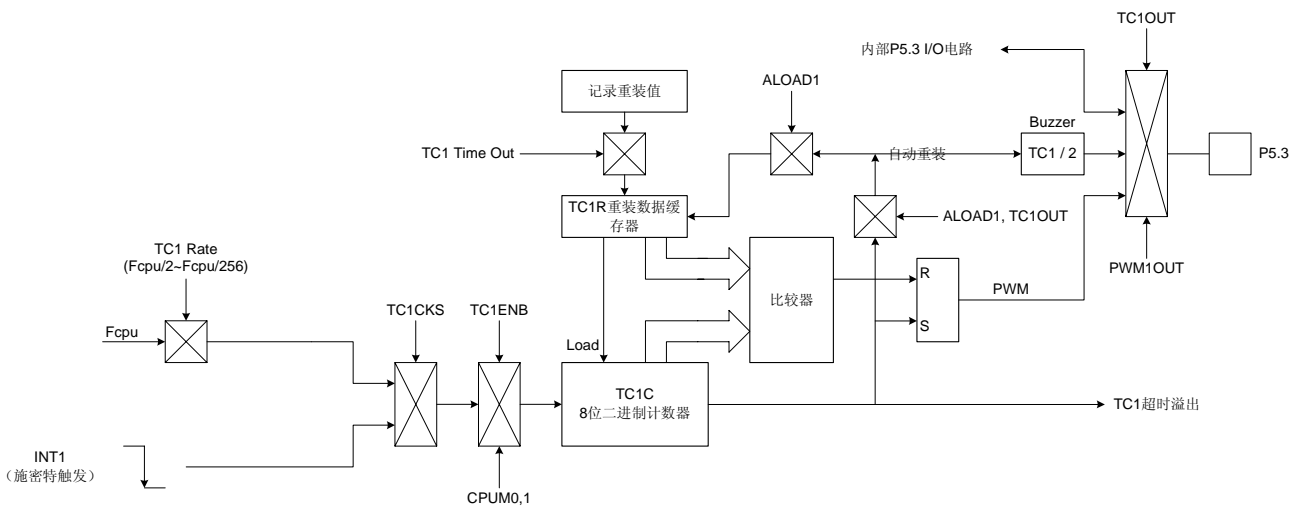 TC1OUT
内部P5.3 I/O电路
记录重装值
ALOAD1
Buzzer
TC1 Time Out
自动重装
TC1 / 2
P5.3
TC1R重装数据缓
存器
ALOAD1, TC1OUT
TC1 Rate
(Fcpu/2~Fcpu/256)
PWM1OUT
R
比较器
PWM
TC1CKS
TC1ENB
S
Fcpu
Load
TC1C
8位二进制计数器
TC1超时溢出
INT1
（施密特触发）
CPUM0,1